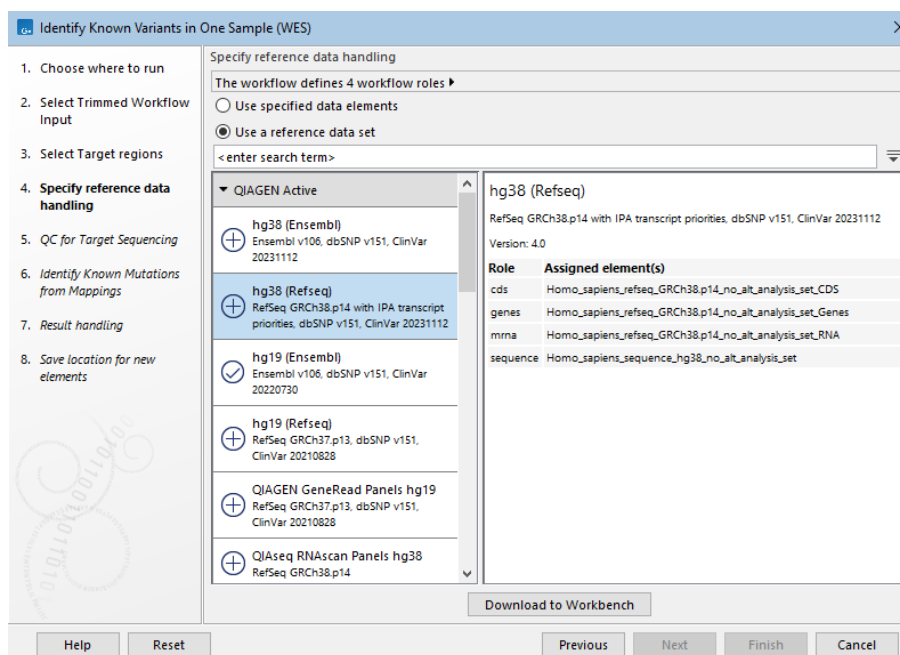 Identify Known Variants in One Sample (WES)
1. Choose where to run
2. Select Trimmed Workflow
Input
3. Select Target regions
4. Specify reference data
handling
5. QC for Target Sequencing
6. Identify Known Mutations
from Mappings
7. Result handling
8. Save location for new
elements
Specify reference data handling
The workflow defines 4 workflow roles
Use specified data elements
Use a reference data set
<enter search term>
QIAGEN Active
hg38 (Ensembl)
Ensembl v106, dbSNP v151, ClinVar
20231112
hg38 (Refseq)
RefSeq GRCh38.p14 with IPA transcript
priorities, dbSNP v151, ClinVar 20231112
hg19 (Ensembl)
Ensembl v106, dbSNP v151, ClinVar
20220730
hg19 (Refseq)
RefSeq GRCh37.p13, dbSNP v151,
ClinVar 20210828
QIAGEN GeneRead Panels hg19
RefSeq GRCh37.p13, dbSNP v151,
ClinVar 20210828
QIAseq RNAscan Panels hg38
RefSeq GRCh38.p14
hg38 (Refseq)
RefSeq GRCh38.p14 with IPA transcript priorities, dbSNP v151, ClinVar 20231112
Version: 4.0
Role Assigned element(s)
cds Homo_sapiens_refseq_GRCh38.p14_no_alt_analysis_set_CDS
genes Homo_sapiens_refseq_GRCh38.p14_no_alt_analysis_set_Genes
mrna Homo_sapiens_refseq_GRCh38.p14_no_alt_analysis_set_RNA
sequence Homo_sapiens_sequence_hg38_no_alt_analysis_set
Download to Workbench
Help Reset Previous Next Finish Cancel